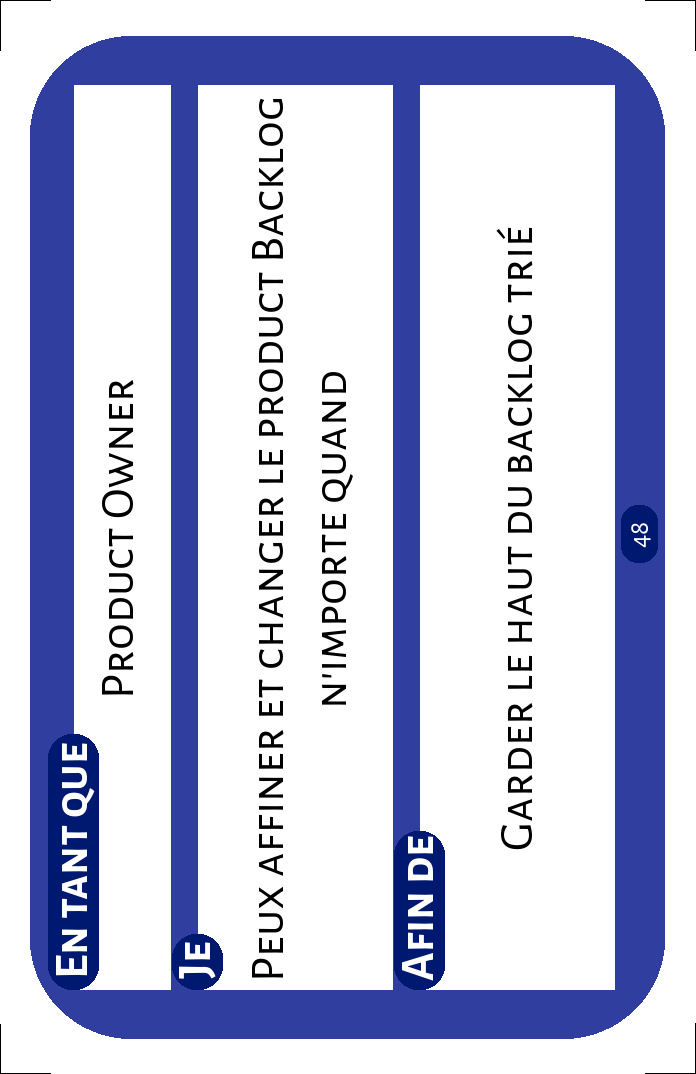 En tant que
Product Owner
Je
Peux affiner et changer le product Backlog
n'importe quand
Afin de
Garder le haut du backlog trié
48